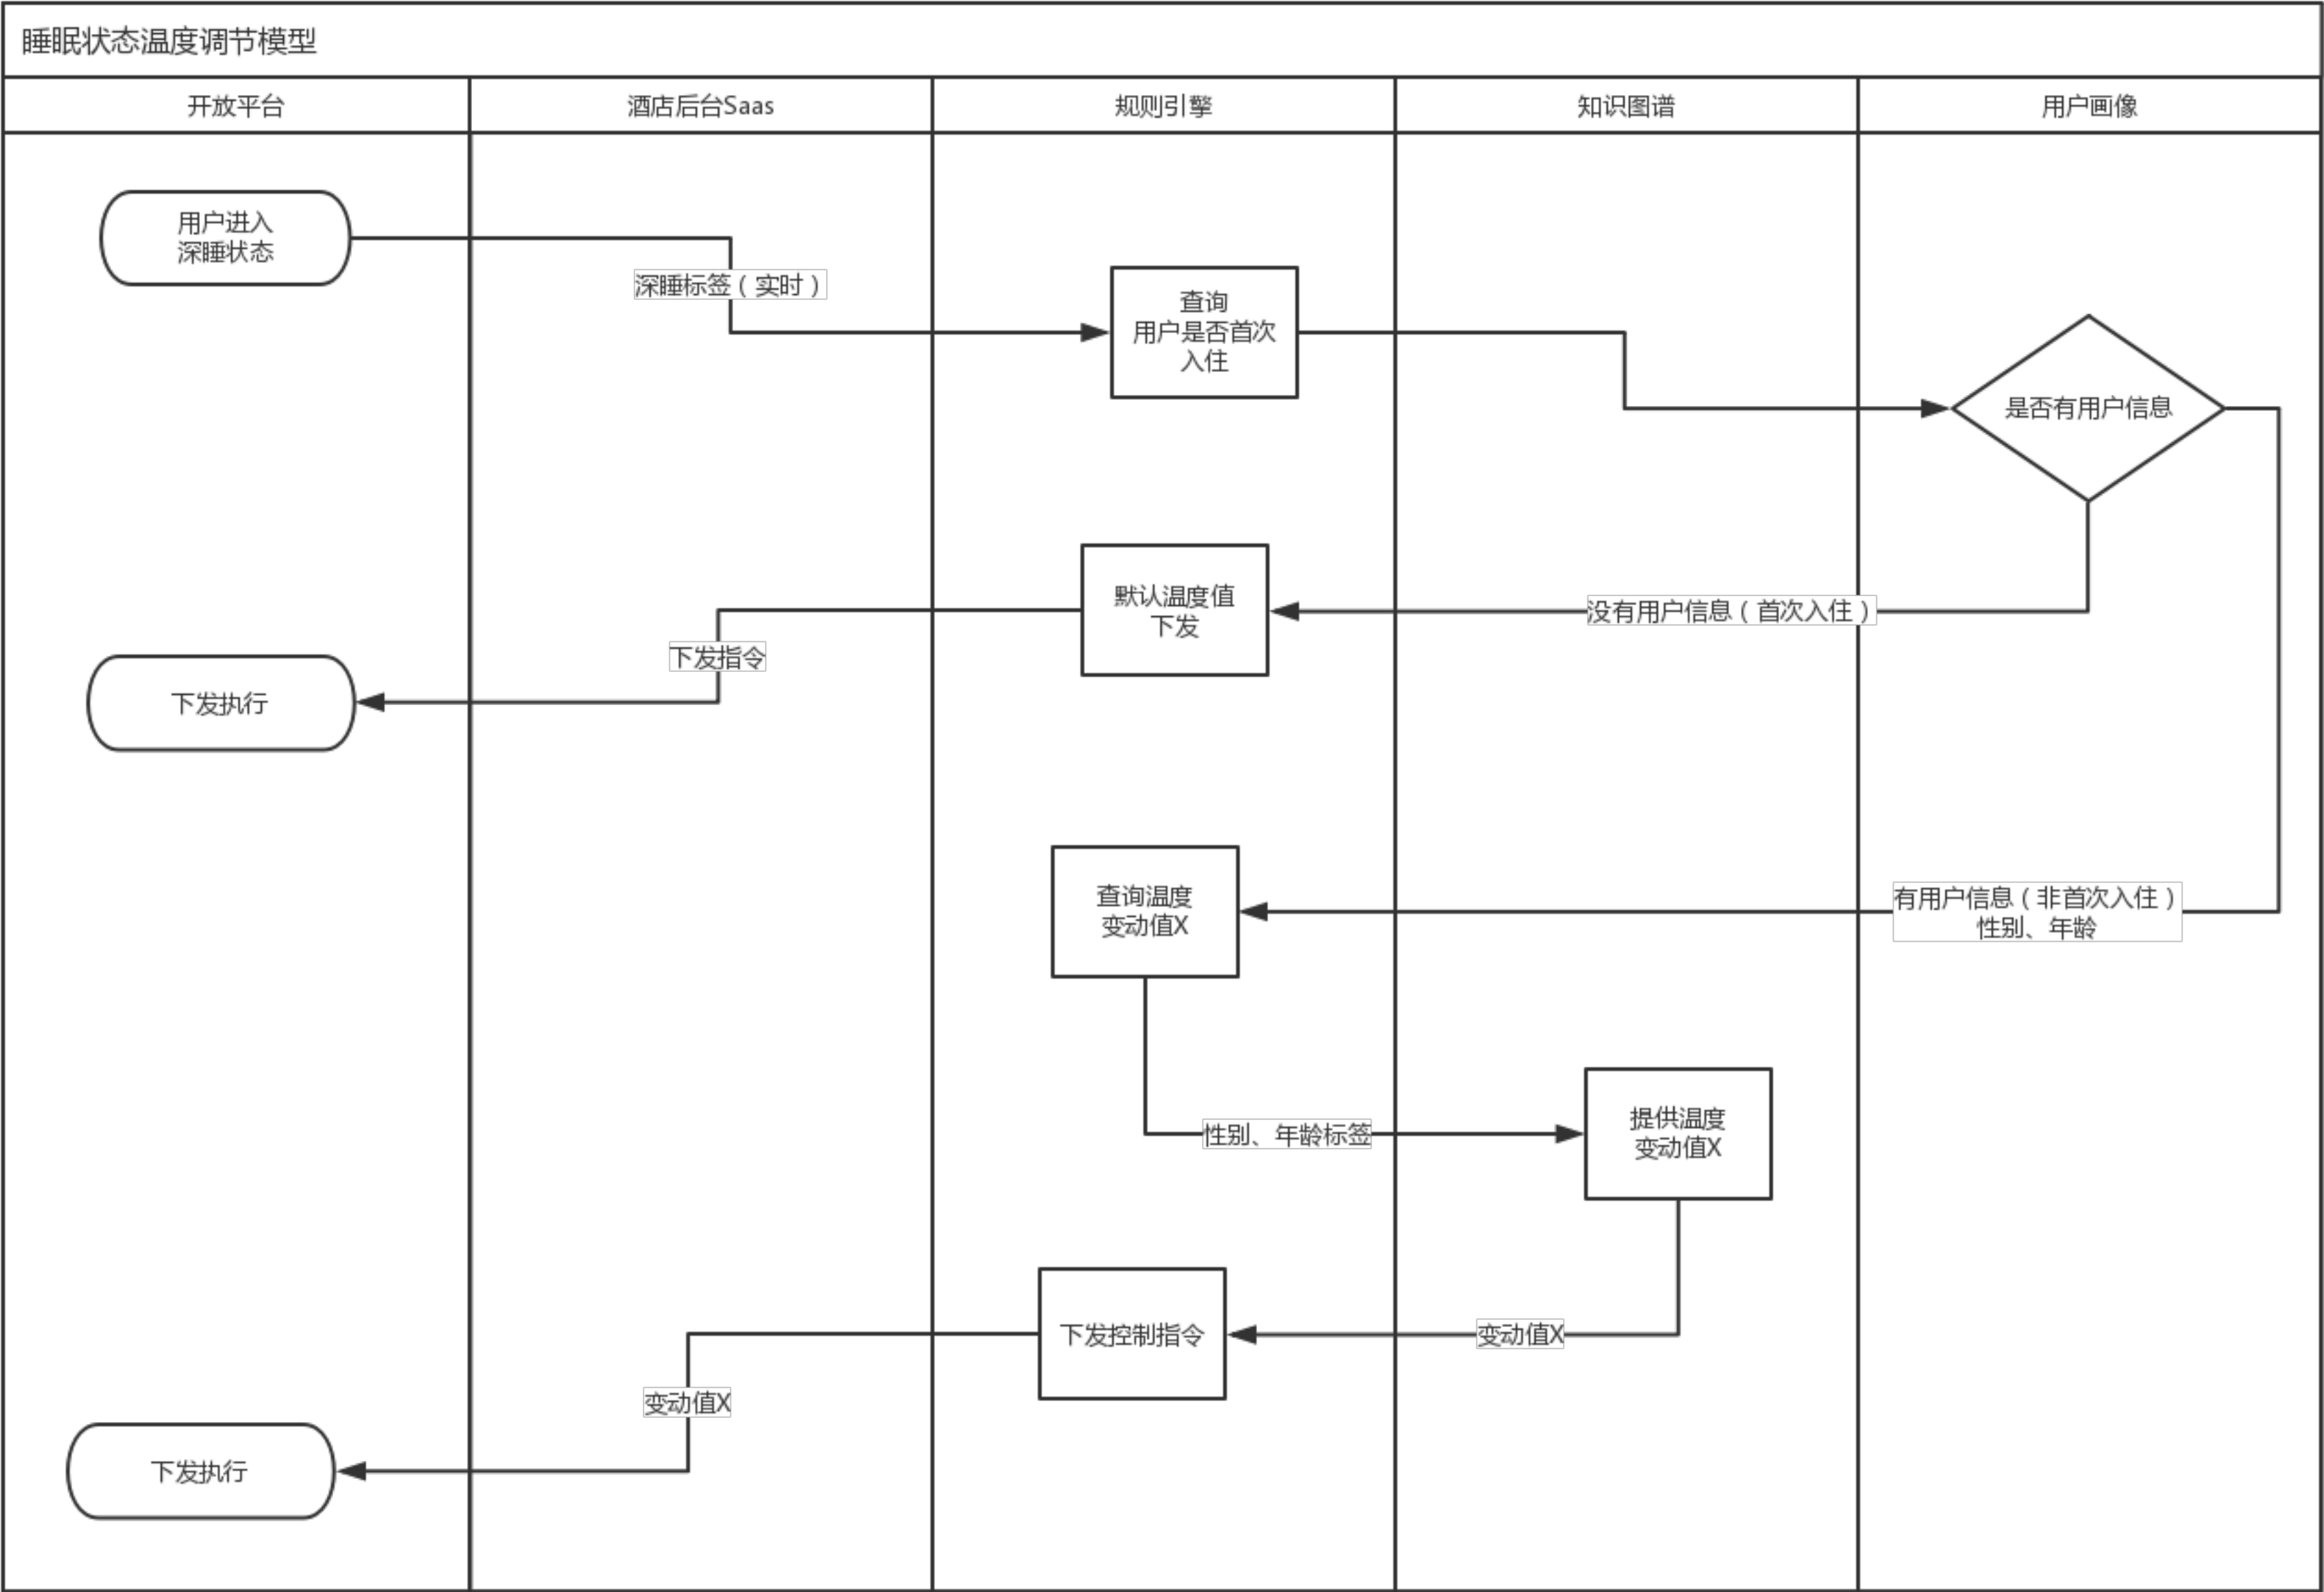 睡眠状态温度调节模型
开放平台
酒店后台Saas
规则引擎
知识图谱
用户画像
用户进入
深睡状态
深睡标签（实时）
查询
用户是否首次
入住
是否有用户信息
默认温度值
下发
没有用户信息（首次入住）
下发指令
下发执行
查询温度
变动值X
有用户信息（非首次入住）
性别、年龄
性别、年龄标签
提供温度
变动值X
下发控制指令
变动值X
变动值X
下发执行